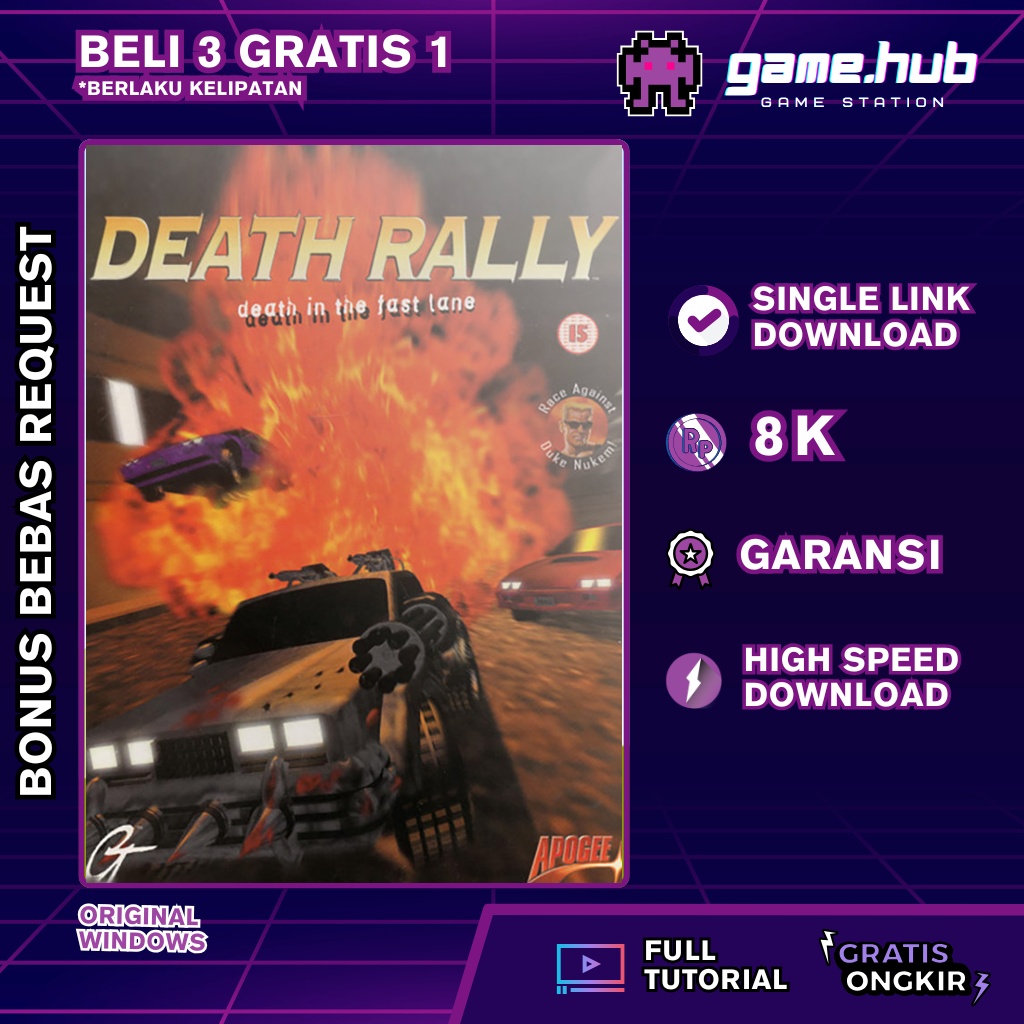 BELI 3 GRATIS 1
*BERLAKU KELIPATAN
game.hub
GAME STATION
BONUS BEBAS REQUEST
DEATH RALLY
death in the fast lane
15
Race Against
Duke Nukem!
GT
APOGEE
SINGLE LINK
DOWNLOAD
Rp
8K
GARANSI
HIGH SPEED
DOWNLOAD
ORIGINAL
WINDOWS
FULL
TUTORIAL
GRATIS
ONGKIR